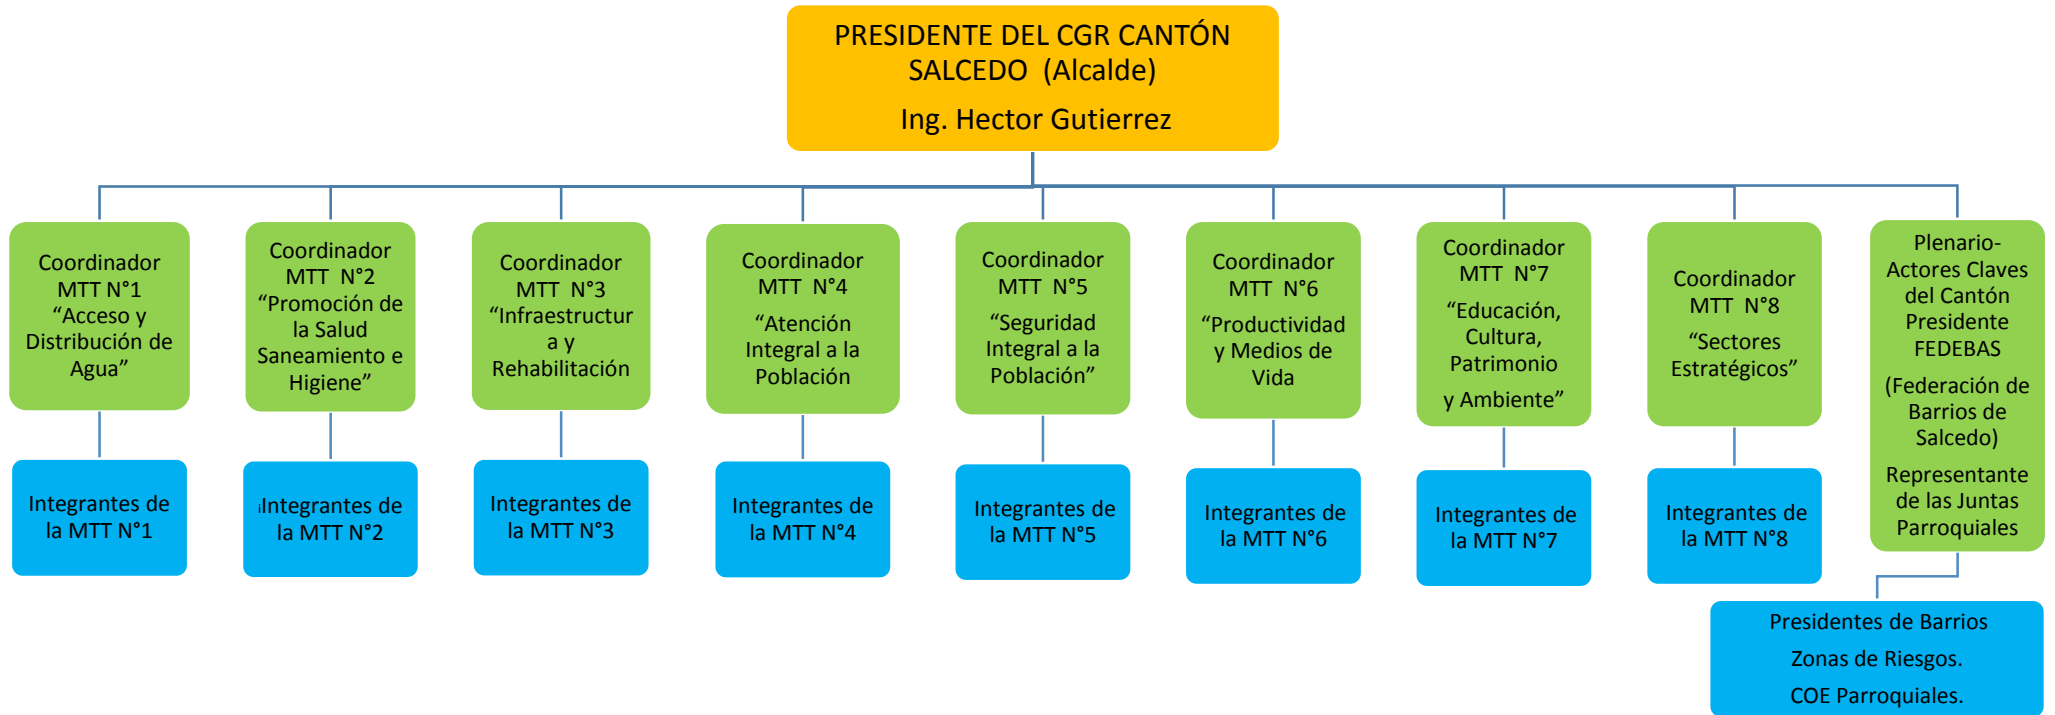 PRESIDENTE DEL CGR CANTÓN
SALCEDO (Alcalde)
Ing. Hector Gutierrez
Coordinador
MTT N°1
“Acceso y
Distribución de
Agua”
Coordinador
MTT N°2
“Promoción de
la Salud
Saneamiento e
Higiene”
Coordinador
MTT N°3
“Infraestructur
a y
Rehabilitación
Coordinador
MTT N°4
“Atención
Integral a la
Población
Coordinador
MTT N°5
“Seguridad
Integral a la
Población”
Coordinador
MTT N°6
“Productividad
y Medios de
Vida
Coordinador
MTT N°7
“Educación,
Cultura,
Patrimonio
y Ambiente”
Coordinador
MTT N°8
“Sectores
Estratégicos”
Plenario-
Actores Claves
del Cantón
Presidente
FEDEBAS
(Federación de
Barrios de
Salcedo)
Representante
de las Juntas
Parroquiales
Integrantes de
la MTT N°1
iIntegrantes de
la MTT N°2
Integrantes de
la MTT N°3
Integrantes de
la MTT N°4
Integrantes de
la MTT N°5
Integrantes de
la MTT N°6
Integrantes de
la MTT N°7
Integrantes de
la MTT N°8
Presidentes de Barrios
Zonas de Riesgos.
COE Parroquiales.